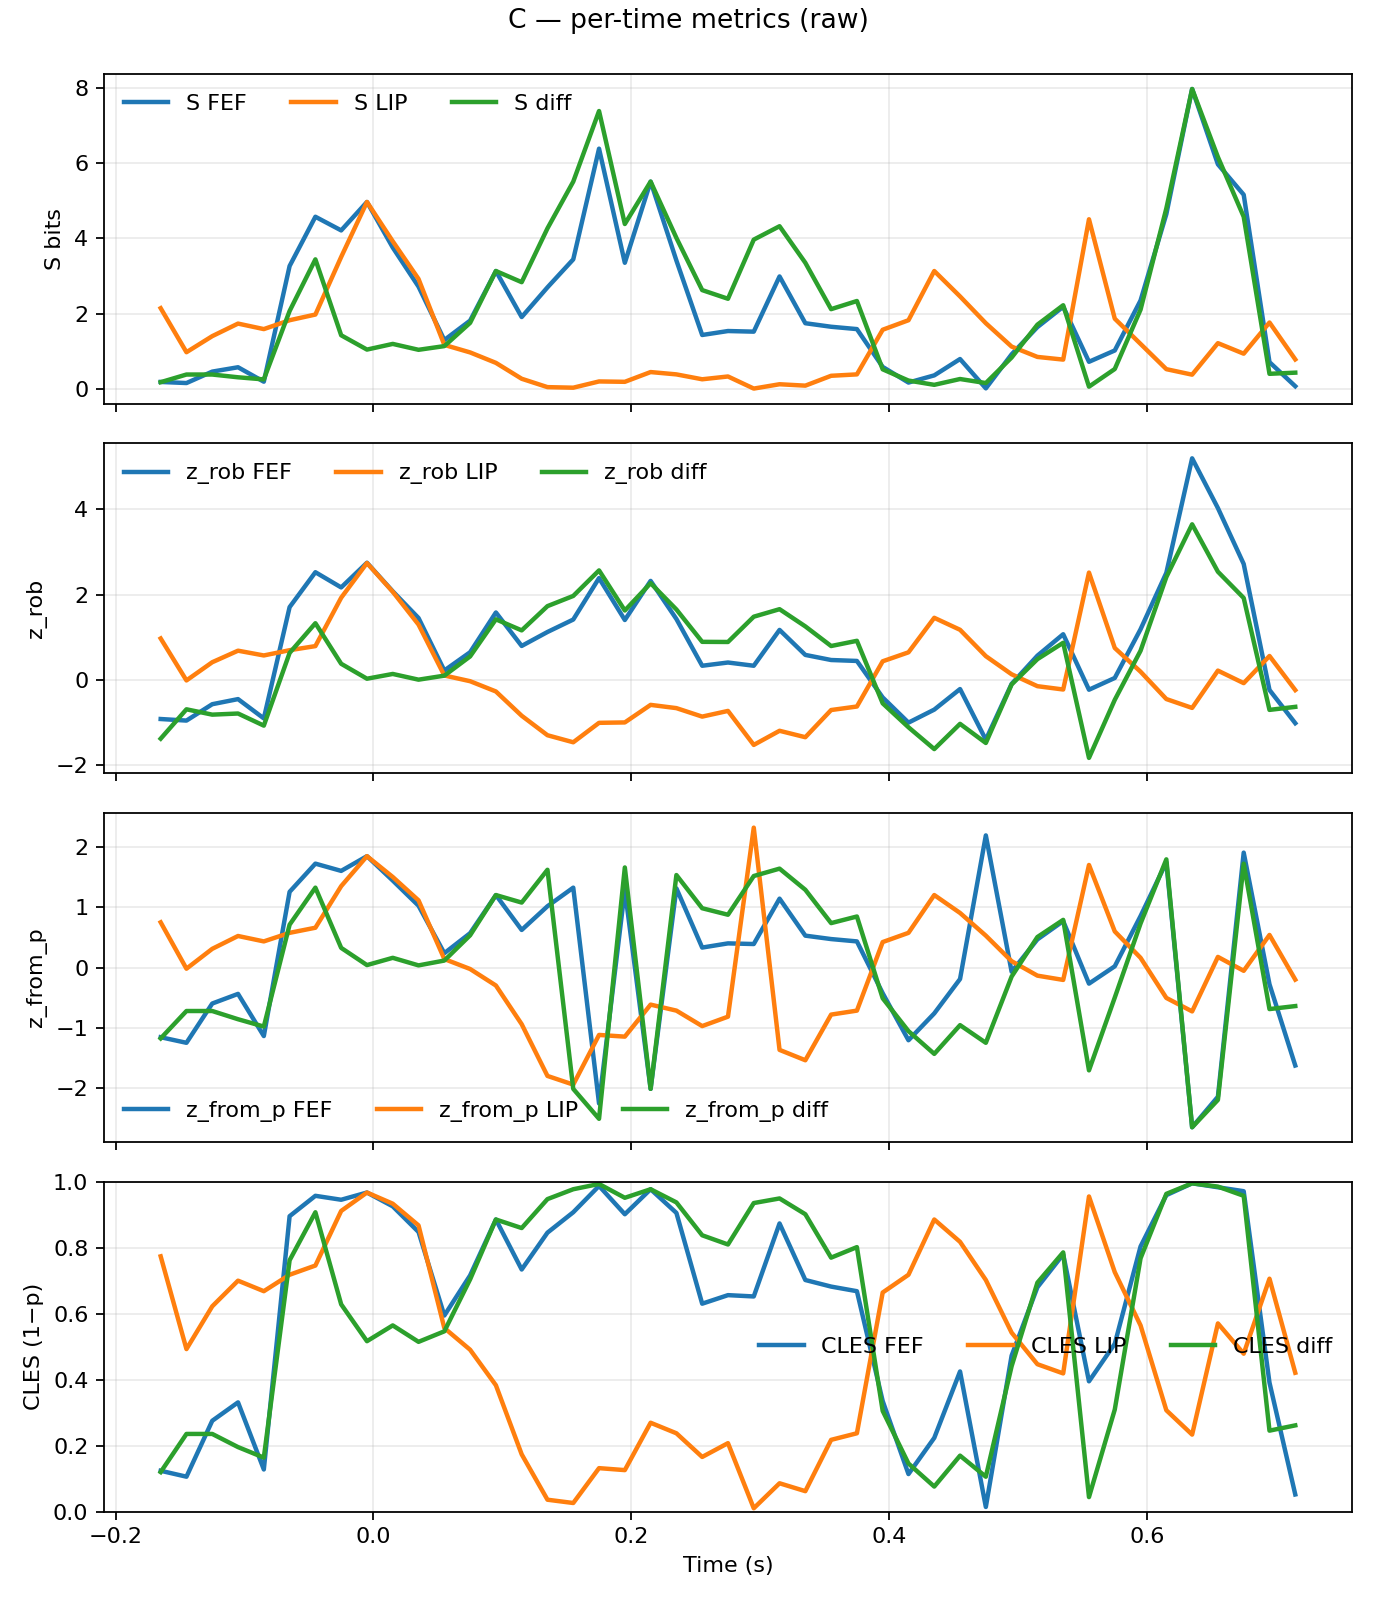 C — per-time metrics (raw)
S FEF S LIP S diff
8
6
4
2
0
S bits
z_rob FEF z_rob LIP z_rob diff
4
2
0
−2
z_rob
2
1
0
−1
−2
z_from_p
z_from_p FEF z_from_p LIP z_from_p diff
1.0
0.8
0.6
0.4
0.2
0.0
CLES (1−p)
CLES FEF CLES LIP CLES diff
−0.2 0.0 0.2 0.4 0.6
Time (s)